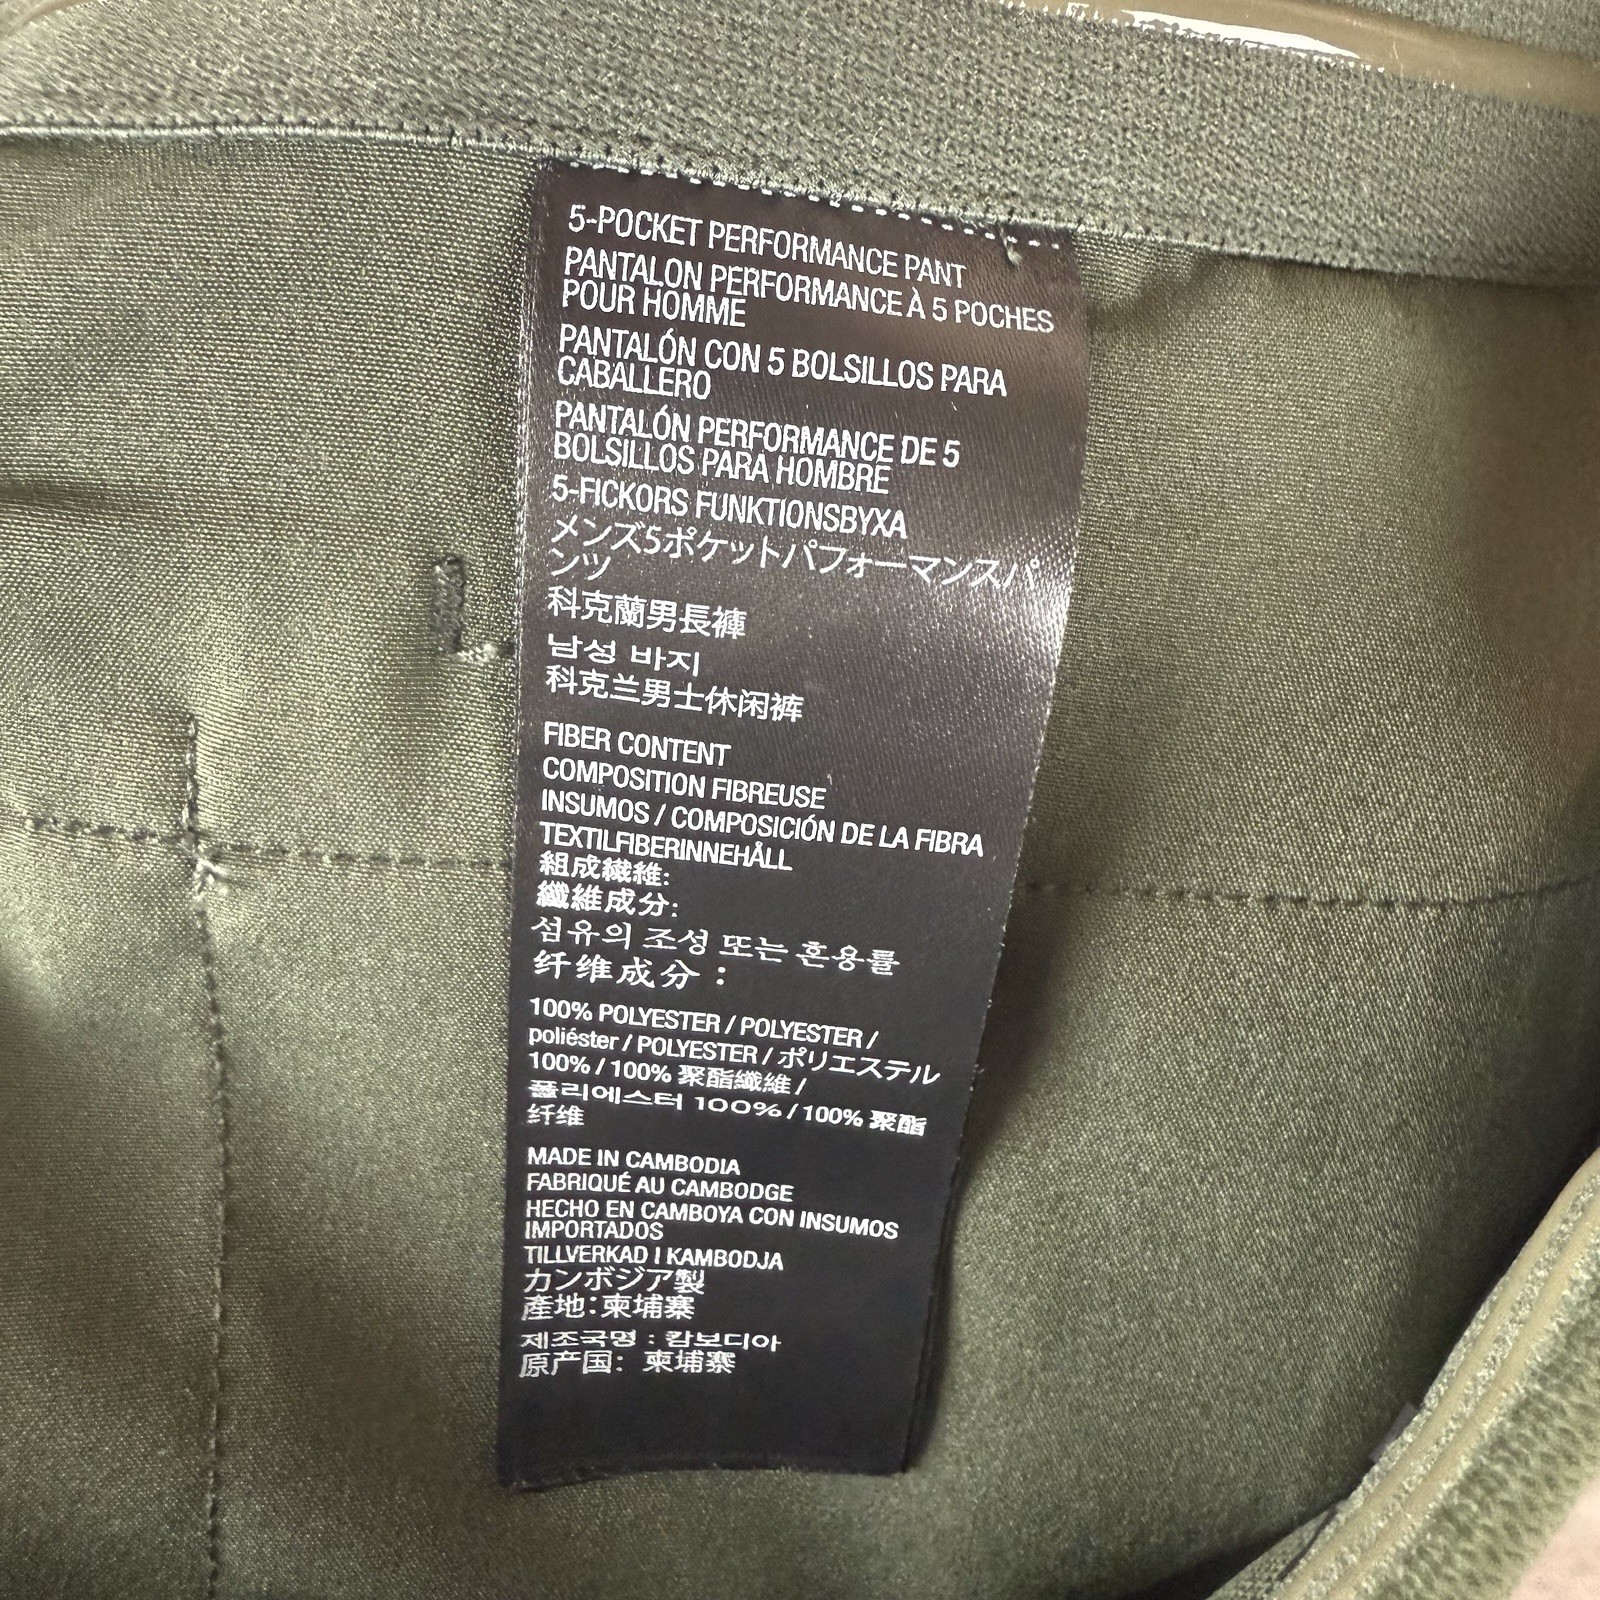 5-POCKET PERFORMANCE PANT
PANTALON PERFORMANCE À 5 POCHES
POUR HOMME
PANTALÓN CON 5 BOLSILLOS PARA
CABALLERO
PANTALÓN PERFORMANCE DE 5
BOLSILLOS PARA HOMBRE
5-FICKORS FUNKTIONSBYXA
メンズ5ポケットパフォーマンスパ
ンツ
科克蘭男長褲
남성 바지
科克兰男士休闲裤
FIBER CONTENT
COMPOSITION FIBREUSE
INSUMOS / COMPOSICIÓN DE LA FIBRA
TEXTILFIBERINNEHÅLL
組成繊維:
纖維成分:
섬유의 조성 또는 혼용률
纤维成分：
100% POLYESTER / POLYESTER /
poliéster / POLYESTER / ポリエステル
100% / 100% 聚酯纖維 /
폴리에스터 100% / 100% 聚酯
纤维
MADE IN CAMBODIA
FABRIQUÉ AU CAMBODGE
HECHO EN CAMBOYA CON INSUMOS
IMPORTADOS
TILLVERKAD I KAMBODJA
カンボジア製
產地：柬埔寨
제조국명 : 캄보디아
原产国： 柬埔寨